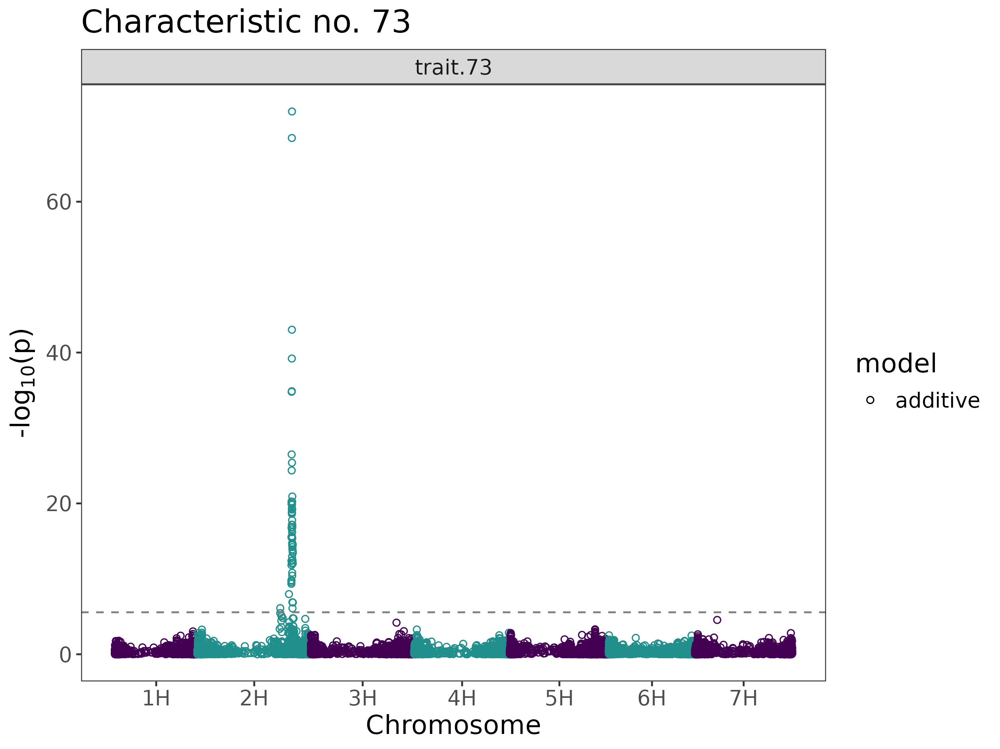 Characteristic no. 73
trait.73
60
40
20
0
-log10(p)
1H 2H 3H 4H 5H 6H 7H
Chromosome
model
additive